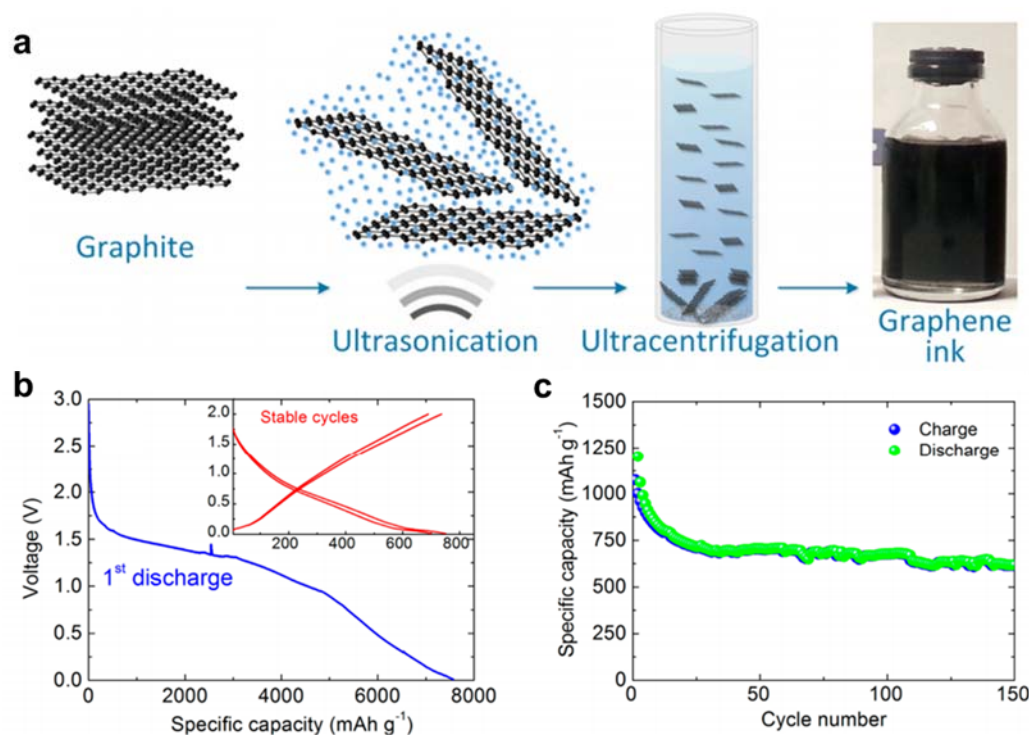 a
Graphite
Ultrasonication
Ultracentrifugation
Graphene
ink
b
3.0
2.5
2.0
1.5
1.0
0.5
0.0
0
2000
4000
6000
8000
Voltage (V)
Specific capacity (mAh g⁻¹)
1ˢᵗ discharge
Stable cycles
2.0
1.5
1.0
0.5
0.0
200
400
600
800
c
1500
1250
1000
750
500
250
0
0
50
100
150
Specific capacity (mAh g⁻¹)
Cycle number
Charge
Discharge